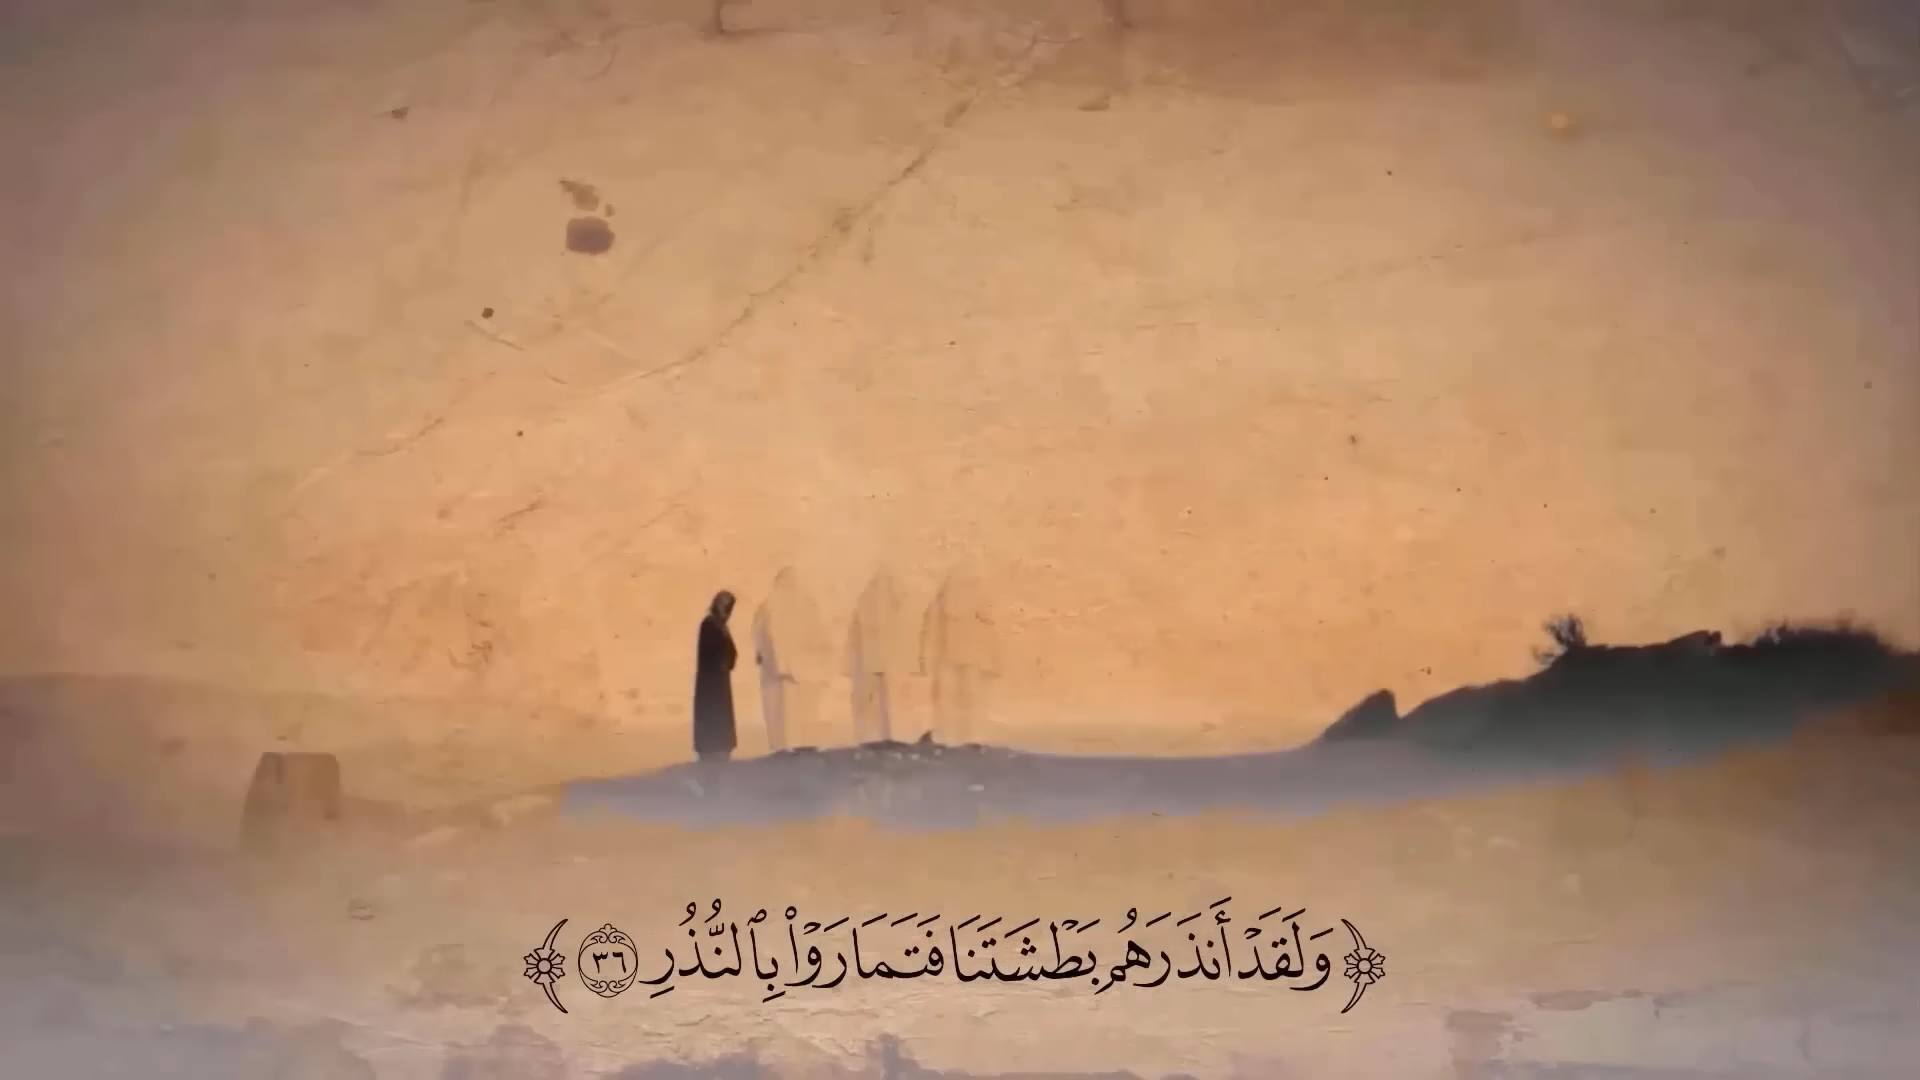 ﴿وَلَقَدْ أَنذَرَهُم بَطْشَتَنَا فَتَمَارَوْا۟ بِٱلنُّذُرِ ٣٦﴾